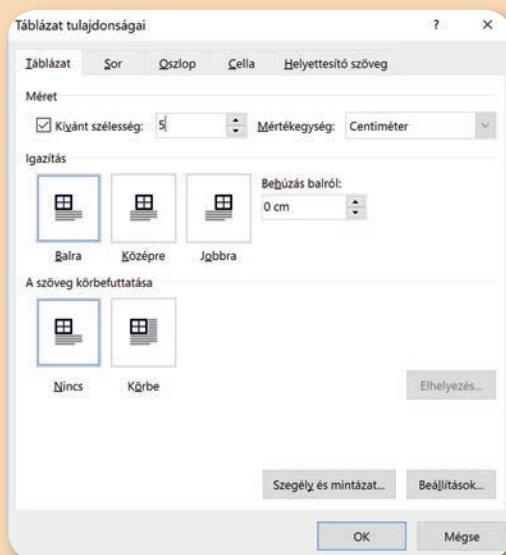 Táblázat tulajdonságai ? ×
Táblázat Sor Oszlop Cella Helyettesítő szöveg
Méret
Kívánt szélesség: 5 Mértékegység: Centiméter
Igazítás
Behúzás balról:
0 cm
Balra Középre Jobbra
A szöveg körbefuttatása
Nincs Körbe
Elhelyezés...
Szegély és mintázat... Beállítások...
OK Mégse